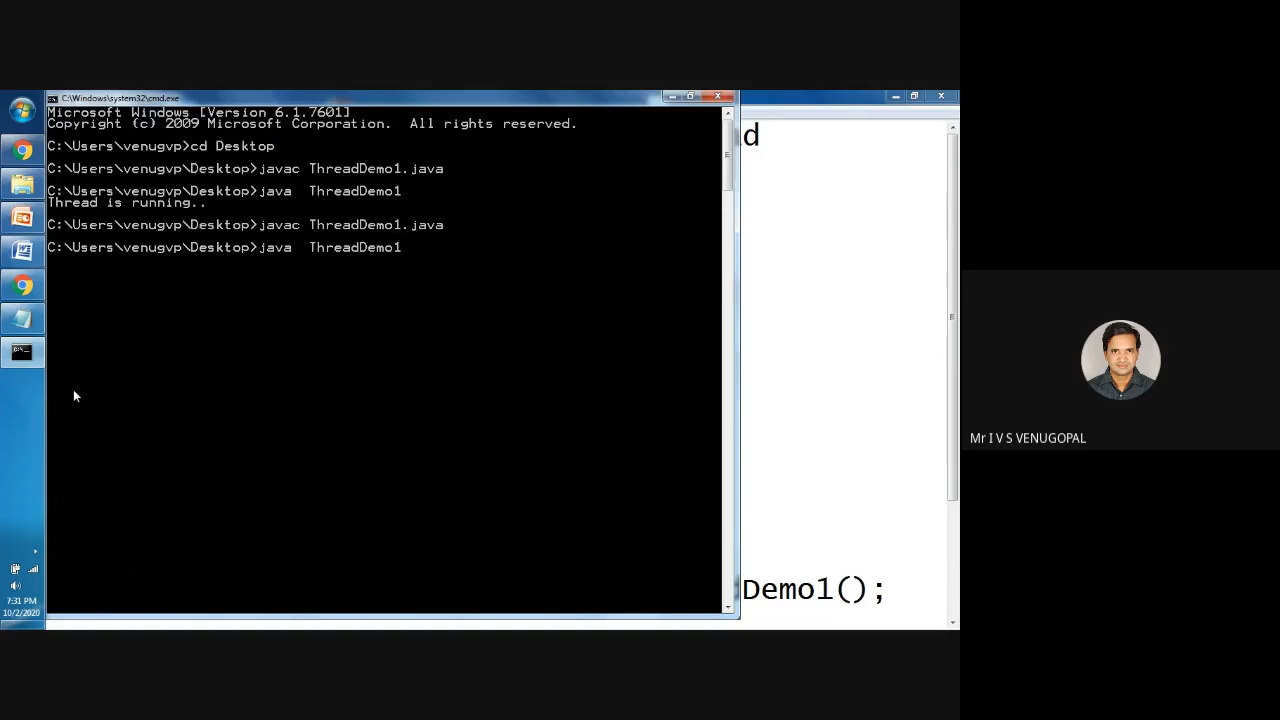 C:\Windows\system32\cmd.exe
Microsoft Windows [Version 6.1.7601]
Copyright (c) 2009 Microsoft Corporation.  All rights reserved.
C:\Users\venugvp>cd Desktop
C:\Users\venugvp\Desktop>javac ThreadDemo1.java
C:\Users\venugvp\Desktop>java  ThreadDemo1
Thread is running..
C:\Users\venugvp\Desktop>javac ThreadDemo1.java
C:\Users\venugvp\Desktop>java  ThreadDemo1
d
Demo1();
Mr I V S VENUGOPAL
7:31 PM
10/2/2020